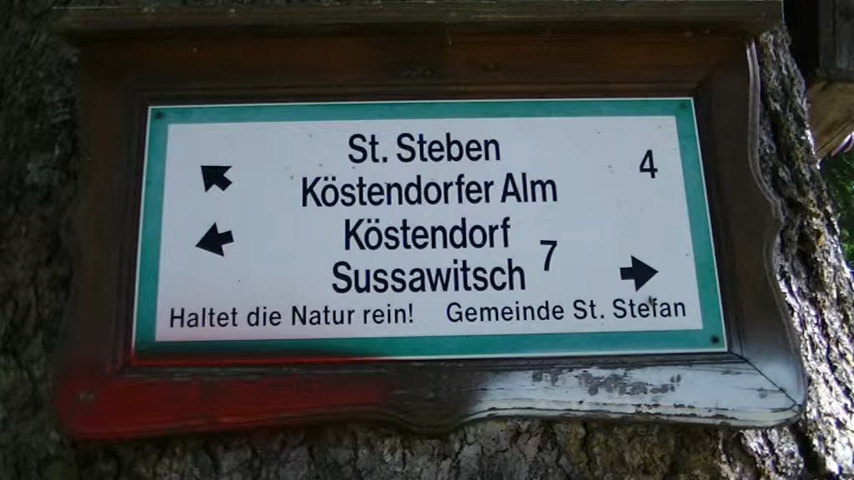 St. Steben
Köstendorfer Alm 4
Köstendorf
Sussawitsch 7
Haltet die Natur rein! Gemeinde St. Stefan